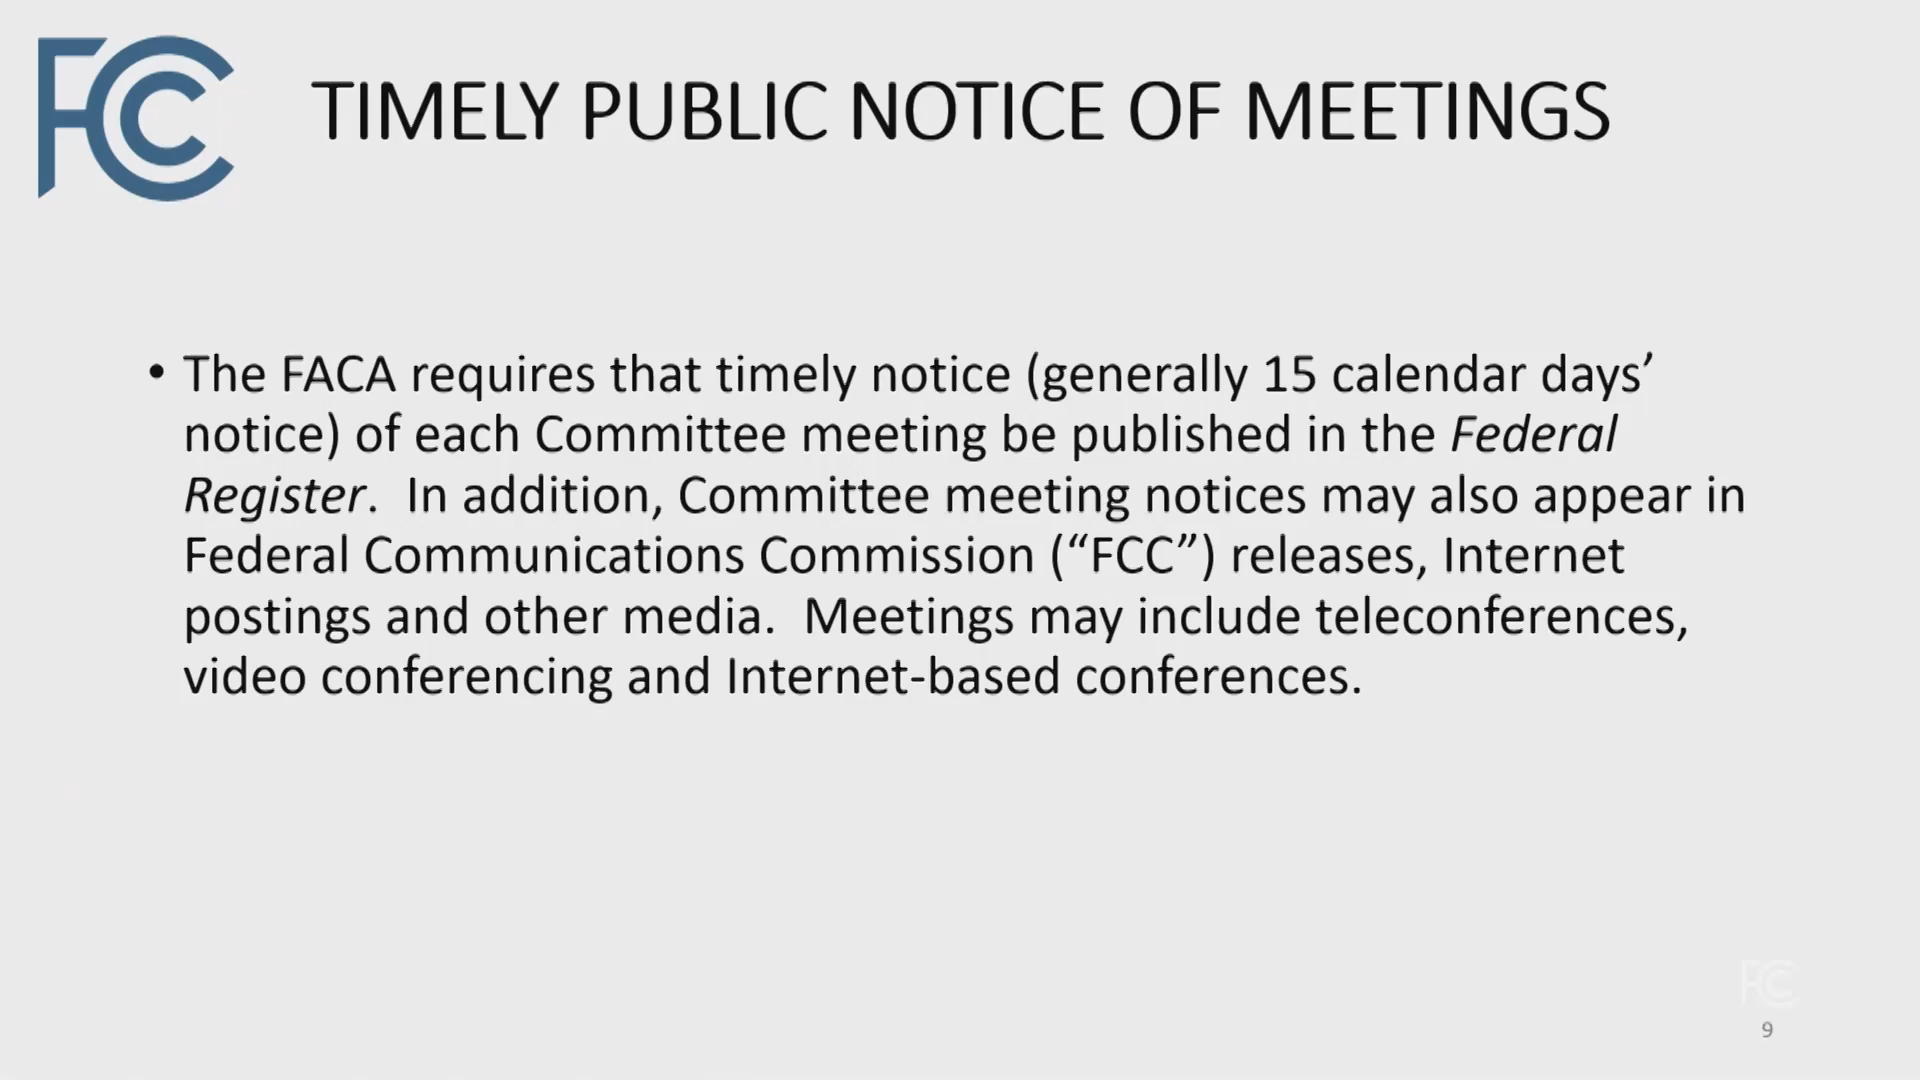 FCC
TIMELY PUBLIC NOTICE OF MEETINGS
• The FACA requires that timely notice (generally 15 calendar days’
notice) of each Committee meeting be published in the Federal
Register.  In addition, Committee meeting notices may also appear in
Federal Communications Commission (“FCC”) releases, Internet
postings and other media.  Meetings may include teleconferences,
video conferencing and Internet-based conferences.
FCC
9